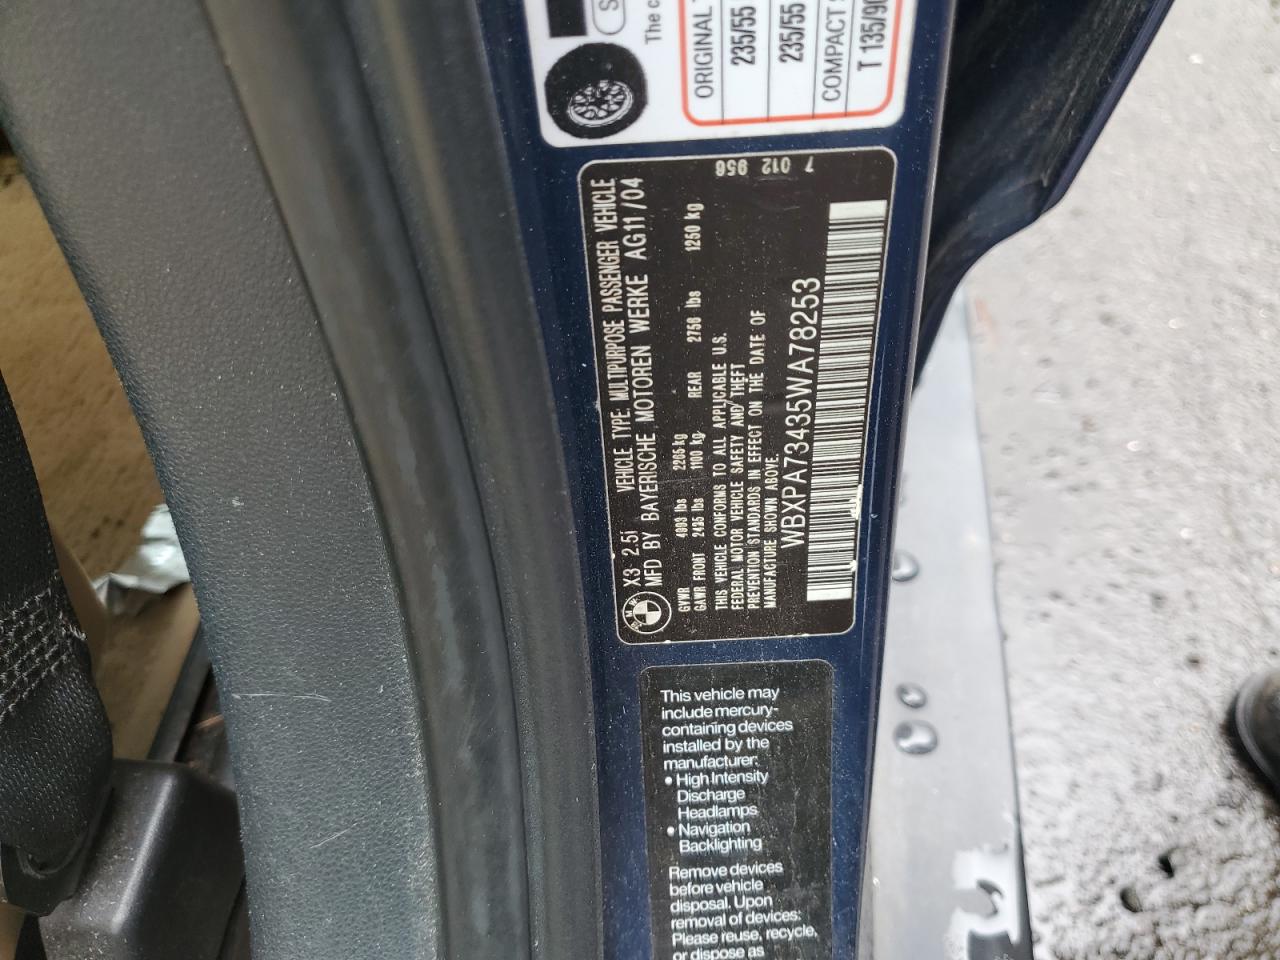 S
The c
ORIGINAL T
235/55
235/55
COMPACT S
T 135/90
7 012 956
X3 2.5i VEHICLE TYPE: MULTIPURPOSE PASSENGER VEHICLE
MFD BY BAYERISCHE MOTOREN WERKE AG 11/04
GVWR 4993 lbs 2265 kg
GAWR FRONT 2425 lbs 1100 kg REAR 2756 lbs 1250 kg
THIS VEHICLE CONFORMS TO ALL APPLICABLE U.S.
FEDERAL MOTOR VEHICLE SAFETY AND THEFT
PREVENTION STANDARDS IN EFFECT ON THE DATE OF
MANUFACTURE SHOWN ABOVE.
WBXPA73435WA78253
BMW
This vehicle may
include mercury-
containing devices
installed by the
manufacturer:
• High Intensity
Discharge
Headlamps
• Navigation
Backlighting
Remove devices
before vehicle
disposal. Upon
removal of devices:
Please reuse, recycle,
or dispose as